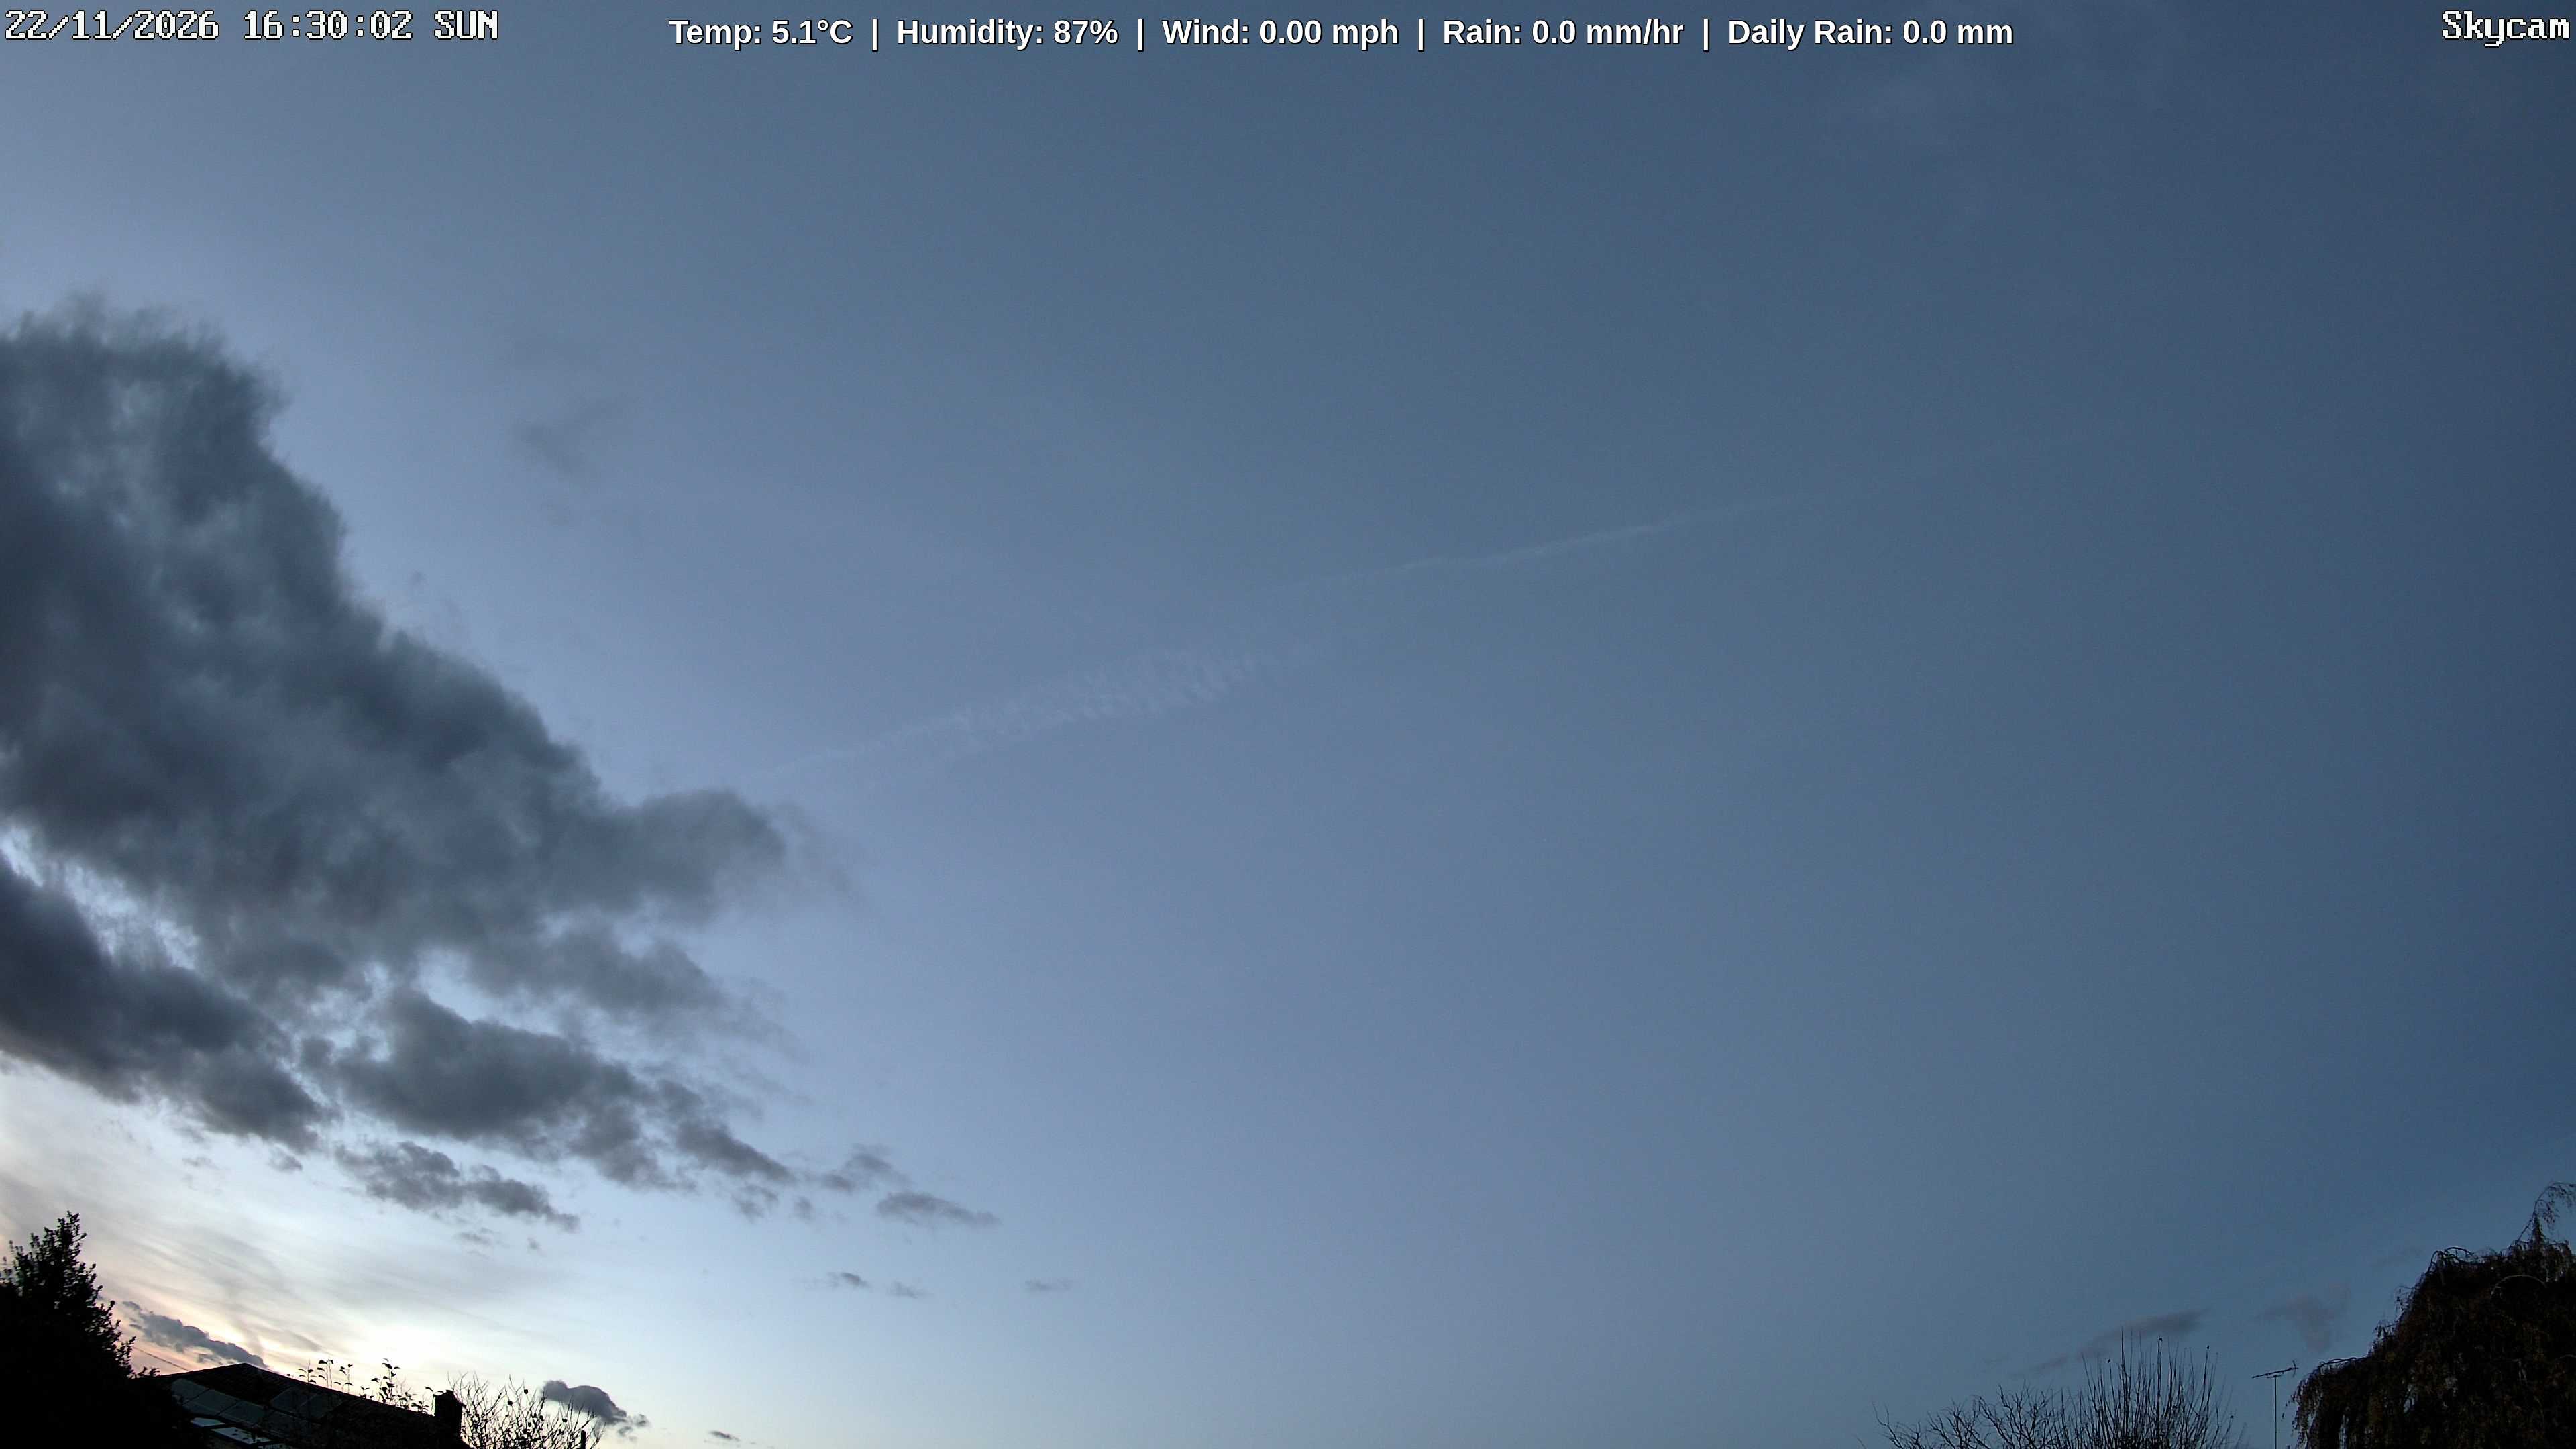 22/11/2026 16:30:02 SUN
Temp: 5.1°C | Humidity: 87% | Wind: 0.00 mph | Rain: 0.0 mm/hr | Daily Rain: 0.0 mm
Skycam